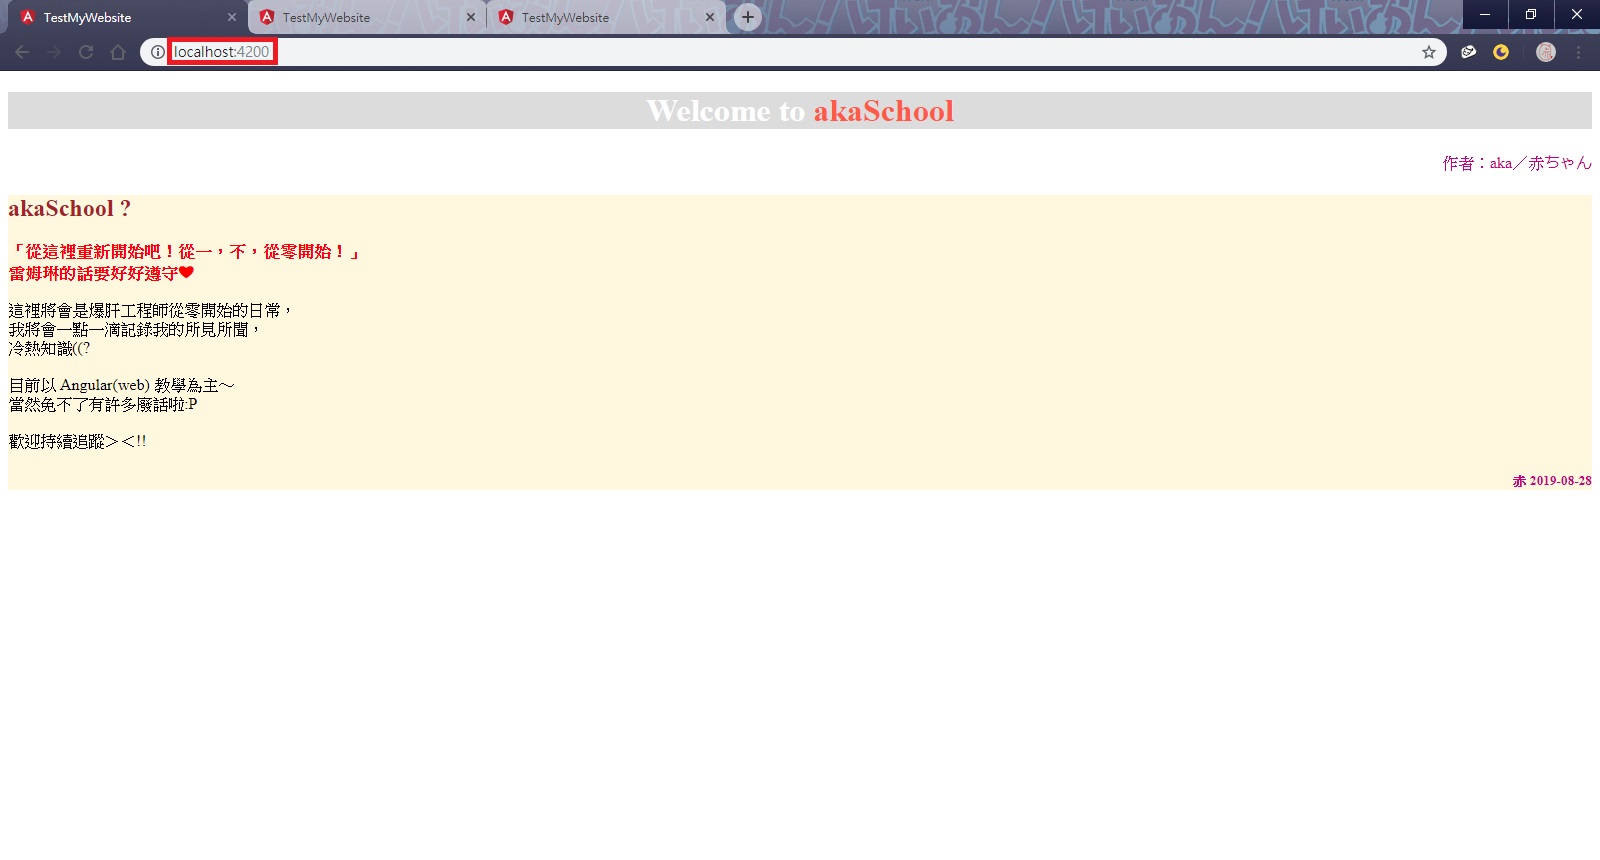 TestMyWebsite
TestMyWebsite
TestMyWebsite
localhost:4200
Welcome to akaSchool
作者：aka／赤ちゃん
akaSchool ?
「從這裡重新開始吧！從一，不，從零開始！」
雷姆琳的話要好好遵守♥
這裡將會是爆肝工程師從零開始的日常，
我將會一點一滴記錄我的所見所聞，
冷熱知識((?
目前以 Angular(web) 教學為主～
當然免不了有許多廢話啦:P
歡迎持續追蹤＞＜!!
赤 2019-08-28